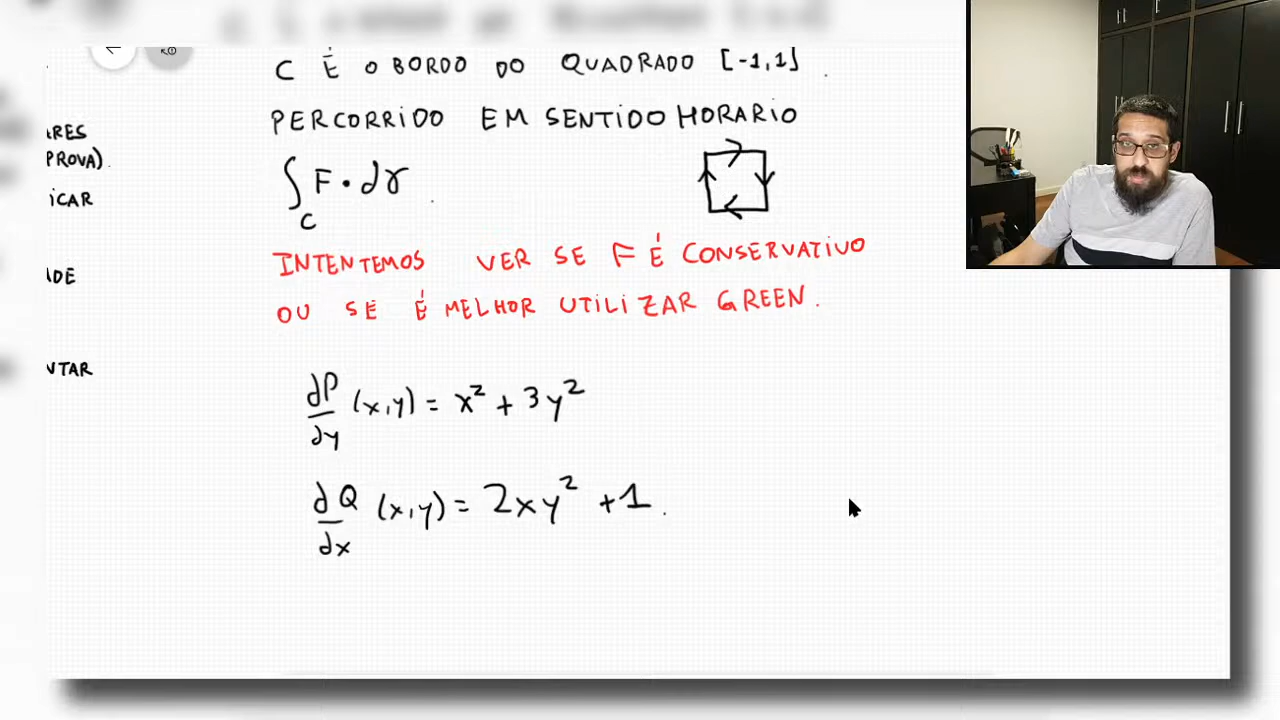 C É O BORDO DO QUADRADO [-1,1]
PERCORRIDO EM SENTIDO HORARIO
ARES
PROVA).
iCAR
∫ F · dr
C
INTENTEMOS VER SE F É CONSERVATIVO
ADE
OU SE É MELHOR UTILIZAR GREEN.
NTAR
∂P/∂y (x,y) = x² + 3y²
∂Q/∂x (x,y) = 2xy² + 1.